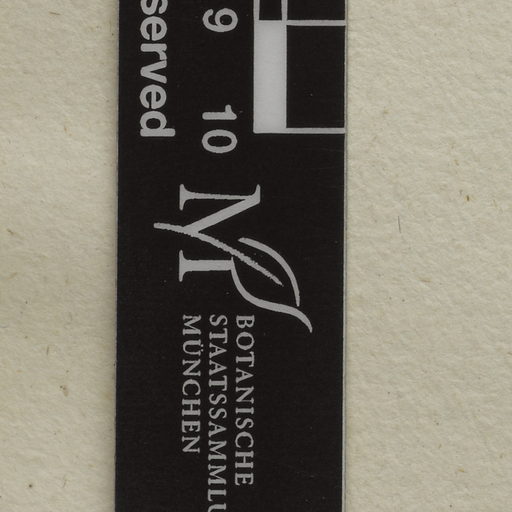 served
9
10
BOTANISCHE
STAATSSAMMLU
MÜNCHEN